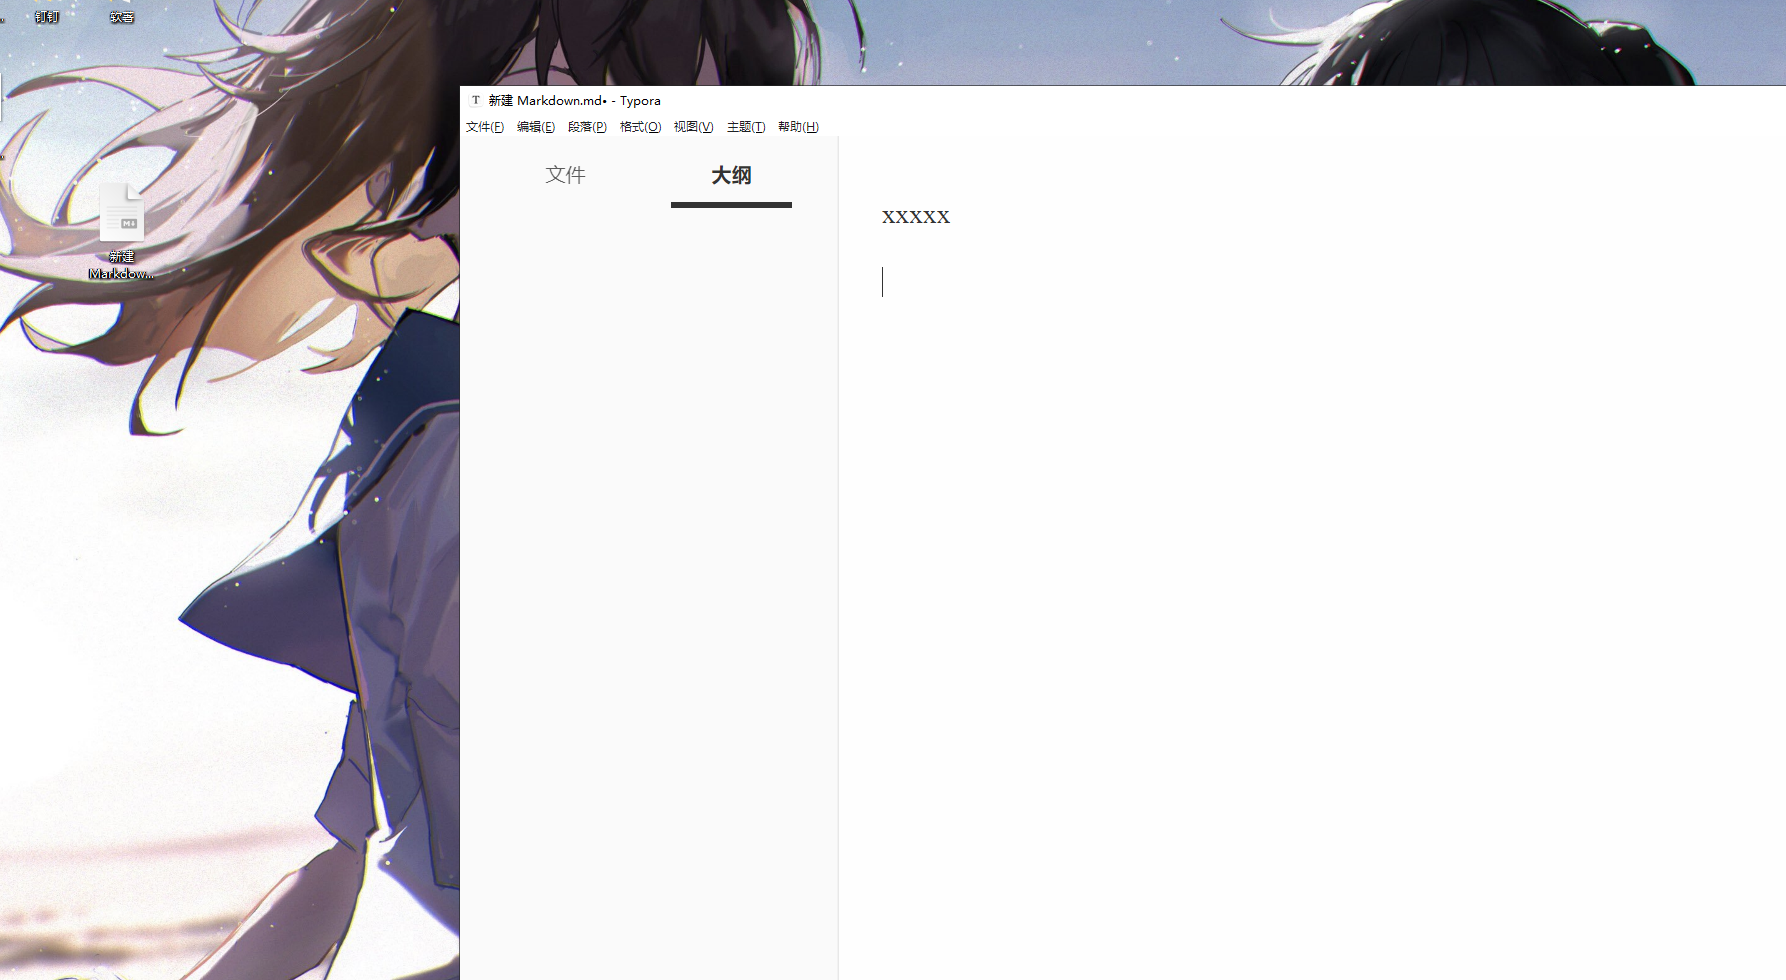 钉钉
软著
新建
Markdow...
T 新建 Markdown.md• - Typora
文件(F) 编辑(E) 段落(P) 格式(O) 视图(V) 主题(T) 帮助(H)
文件 大纲
xxxxx